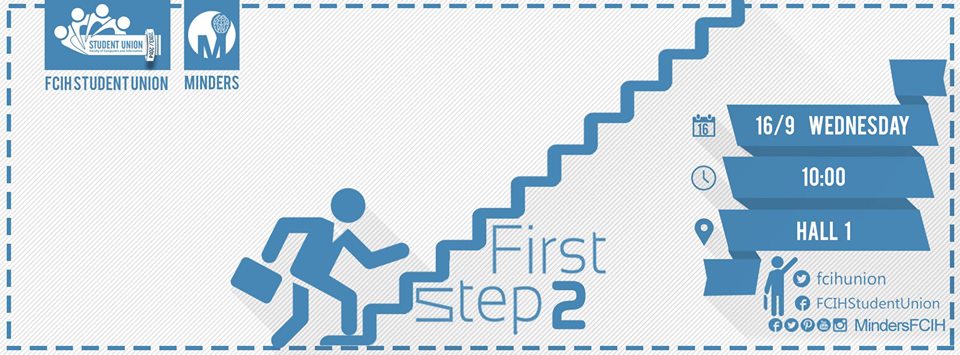 STUDENT UNION
Faculty of Computers and Information
FCIH STUDENT UNION
M
MINDERS
16
16/9 WEDNESDAY
10:00
HALL 1
First
Step 2
fcihunion
FCIHStudentUnion
MindersFCIH